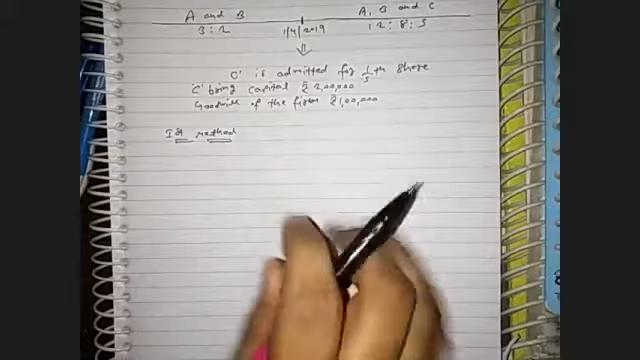 A and B A, B and C
3:2 1/4/2019 12:8:5
C is admitted for 1/5th share
C bring capital ₹ 2,00,000
Goodwill of the firm ₹1,00,000
Ist method